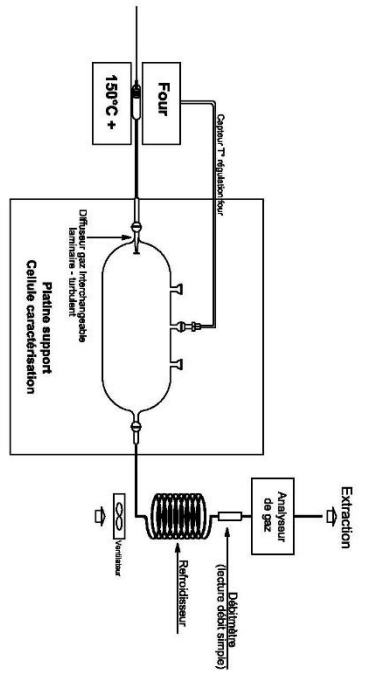 Four
150°C +
Capteur T° régulation four
Diffuseur gaz Interchangeable
laminaire - turbulent
Platine support
Cellule caractérisation
Extraction
Analyseur
de gaz
Débitmètre
(lecture débit simple)
Refroidisseur
Ventilateur